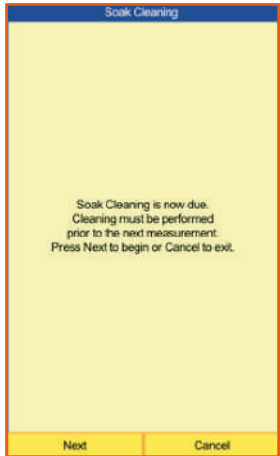 Soak Cleaning
Soak Cleaning is now due.
Cleaning must be performed
prior to the next measurement.
Press Next to begin or Cancel to exit.
Next
Cancel